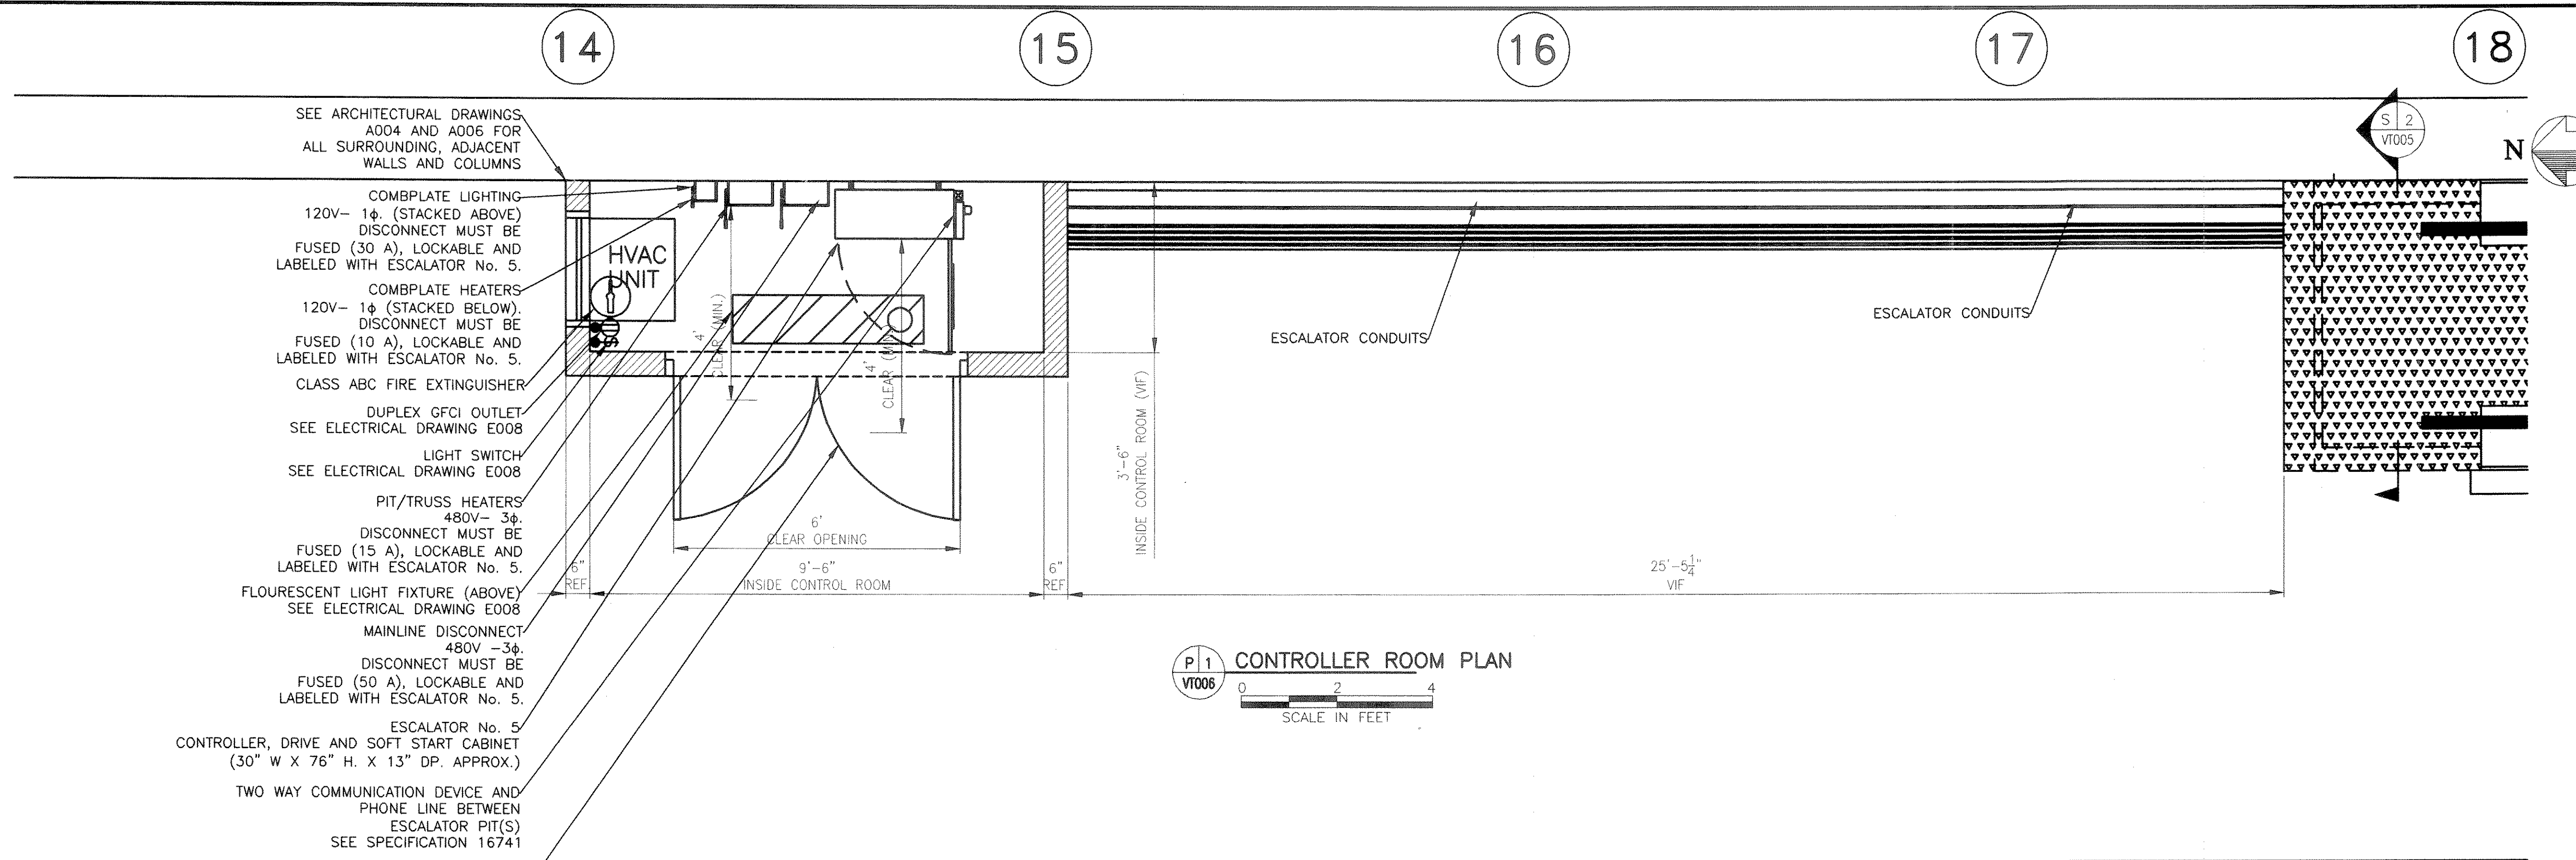 14
15
16
17
18
SEE ARCHITECTURAL DRAWINGS
A004 AND A006 FOR
ALL SURROUNDING, ADJACENT
WALLS AND COLUMNS
COMBPLATE LIGHTING
120V- 1ϕ. (STACKED ABOVE)
DISCONNECT MUST BE
FUSED (30 A), LOCKABLE AND
LABELED WITH ESCALATOR No. 5.
COMBPLATE HEATERS
120V- 1ϕ (STACKED BELOW).
DISCONNECT MUST BE
FUSED (10 A), LOCKABLE AND
LABELED WITH ESCALATOR No. 5.
CLASS ABC FIRE EXTINGUISHER
DUPLEX GFCI OUTLET
SEE ELECTRICAL DRAWING E008
LIGHT SWITCH
SEE ELECTRICAL DRAWING E008
PIT/TRUSS HEATERS
480V- 3ϕ.
DISCONNECT MUST BE
FUSED (15 A), LOCKABLE AND
LABELED WITH ESCALATOR No. 5.
FLOURESCENT LIGHT FIXTURE (ABOVE)
SEE ELECTRICAL DRAWING E008
MAINLINE DISCONNECT
480V -3ϕ.
DISCONNECT MUST BE
FUSED (50 A), LOCKABLE AND
LABELED WITH ESCALATOR No. 5.
ESCALATOR No. 5
CONTROLLER, DRIVE AND SOFT START CABINET
(30" W X 76" H. X 13" DP. APPROX.)
TWO WAY COMMUNICATION DEVICE AND
PHONE LINE BETWEEN
ESCALATOR PIT(S)
SEE SPECIFICATION 16741
HVAC
UNIT
$
4'
CLEAR (MIN.)
4'
CLEAR (MIN.)
6'
CLEAR OPENING
6"
REF
9'-6"
INSIDE CONTROL ROOM
6"
REF
3'-6"
INSIDE CONTROL ROOM (VIF)
ESCALATOR CONDUITS
ESCALATOR CONDUITS
25'-5¼"
VIF
S 2
VT005
N
P 1
VT006
CONTROLLER ROOM PLAN
0 2 4
SCALE IN FEET